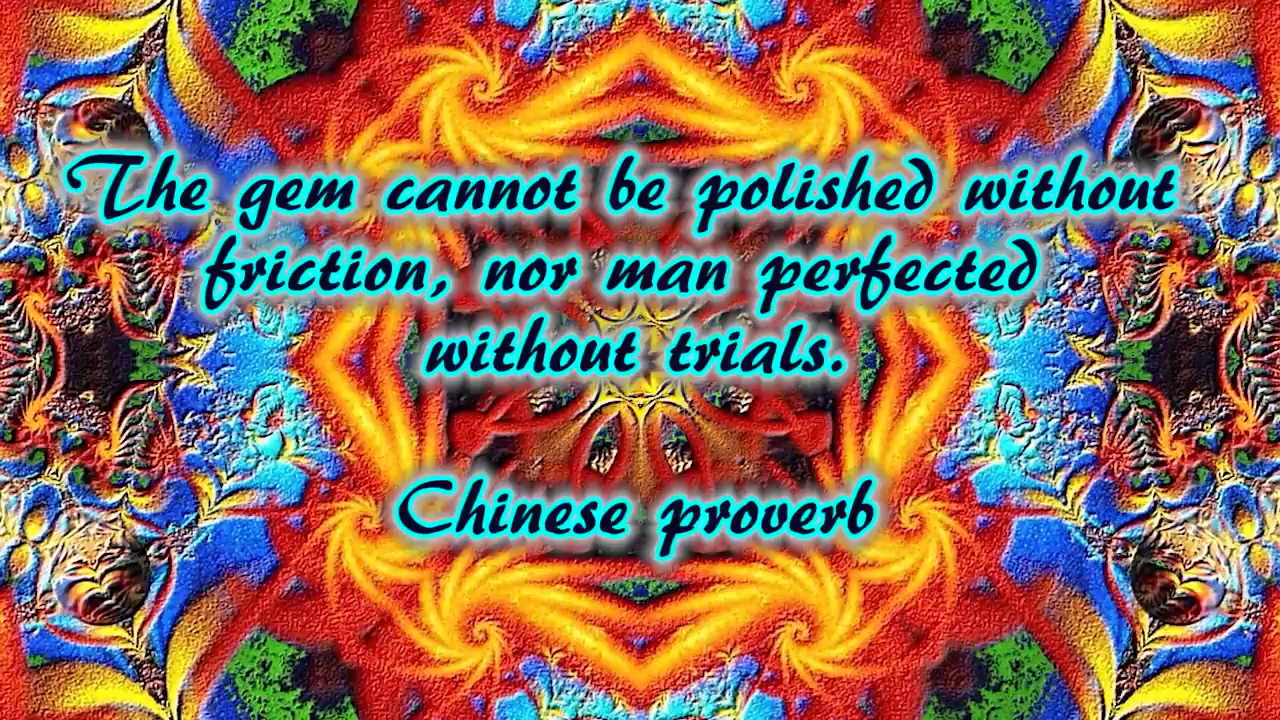 The gem cannot be polished without
friction, nor man perfected
without trials.
Chinese proverb